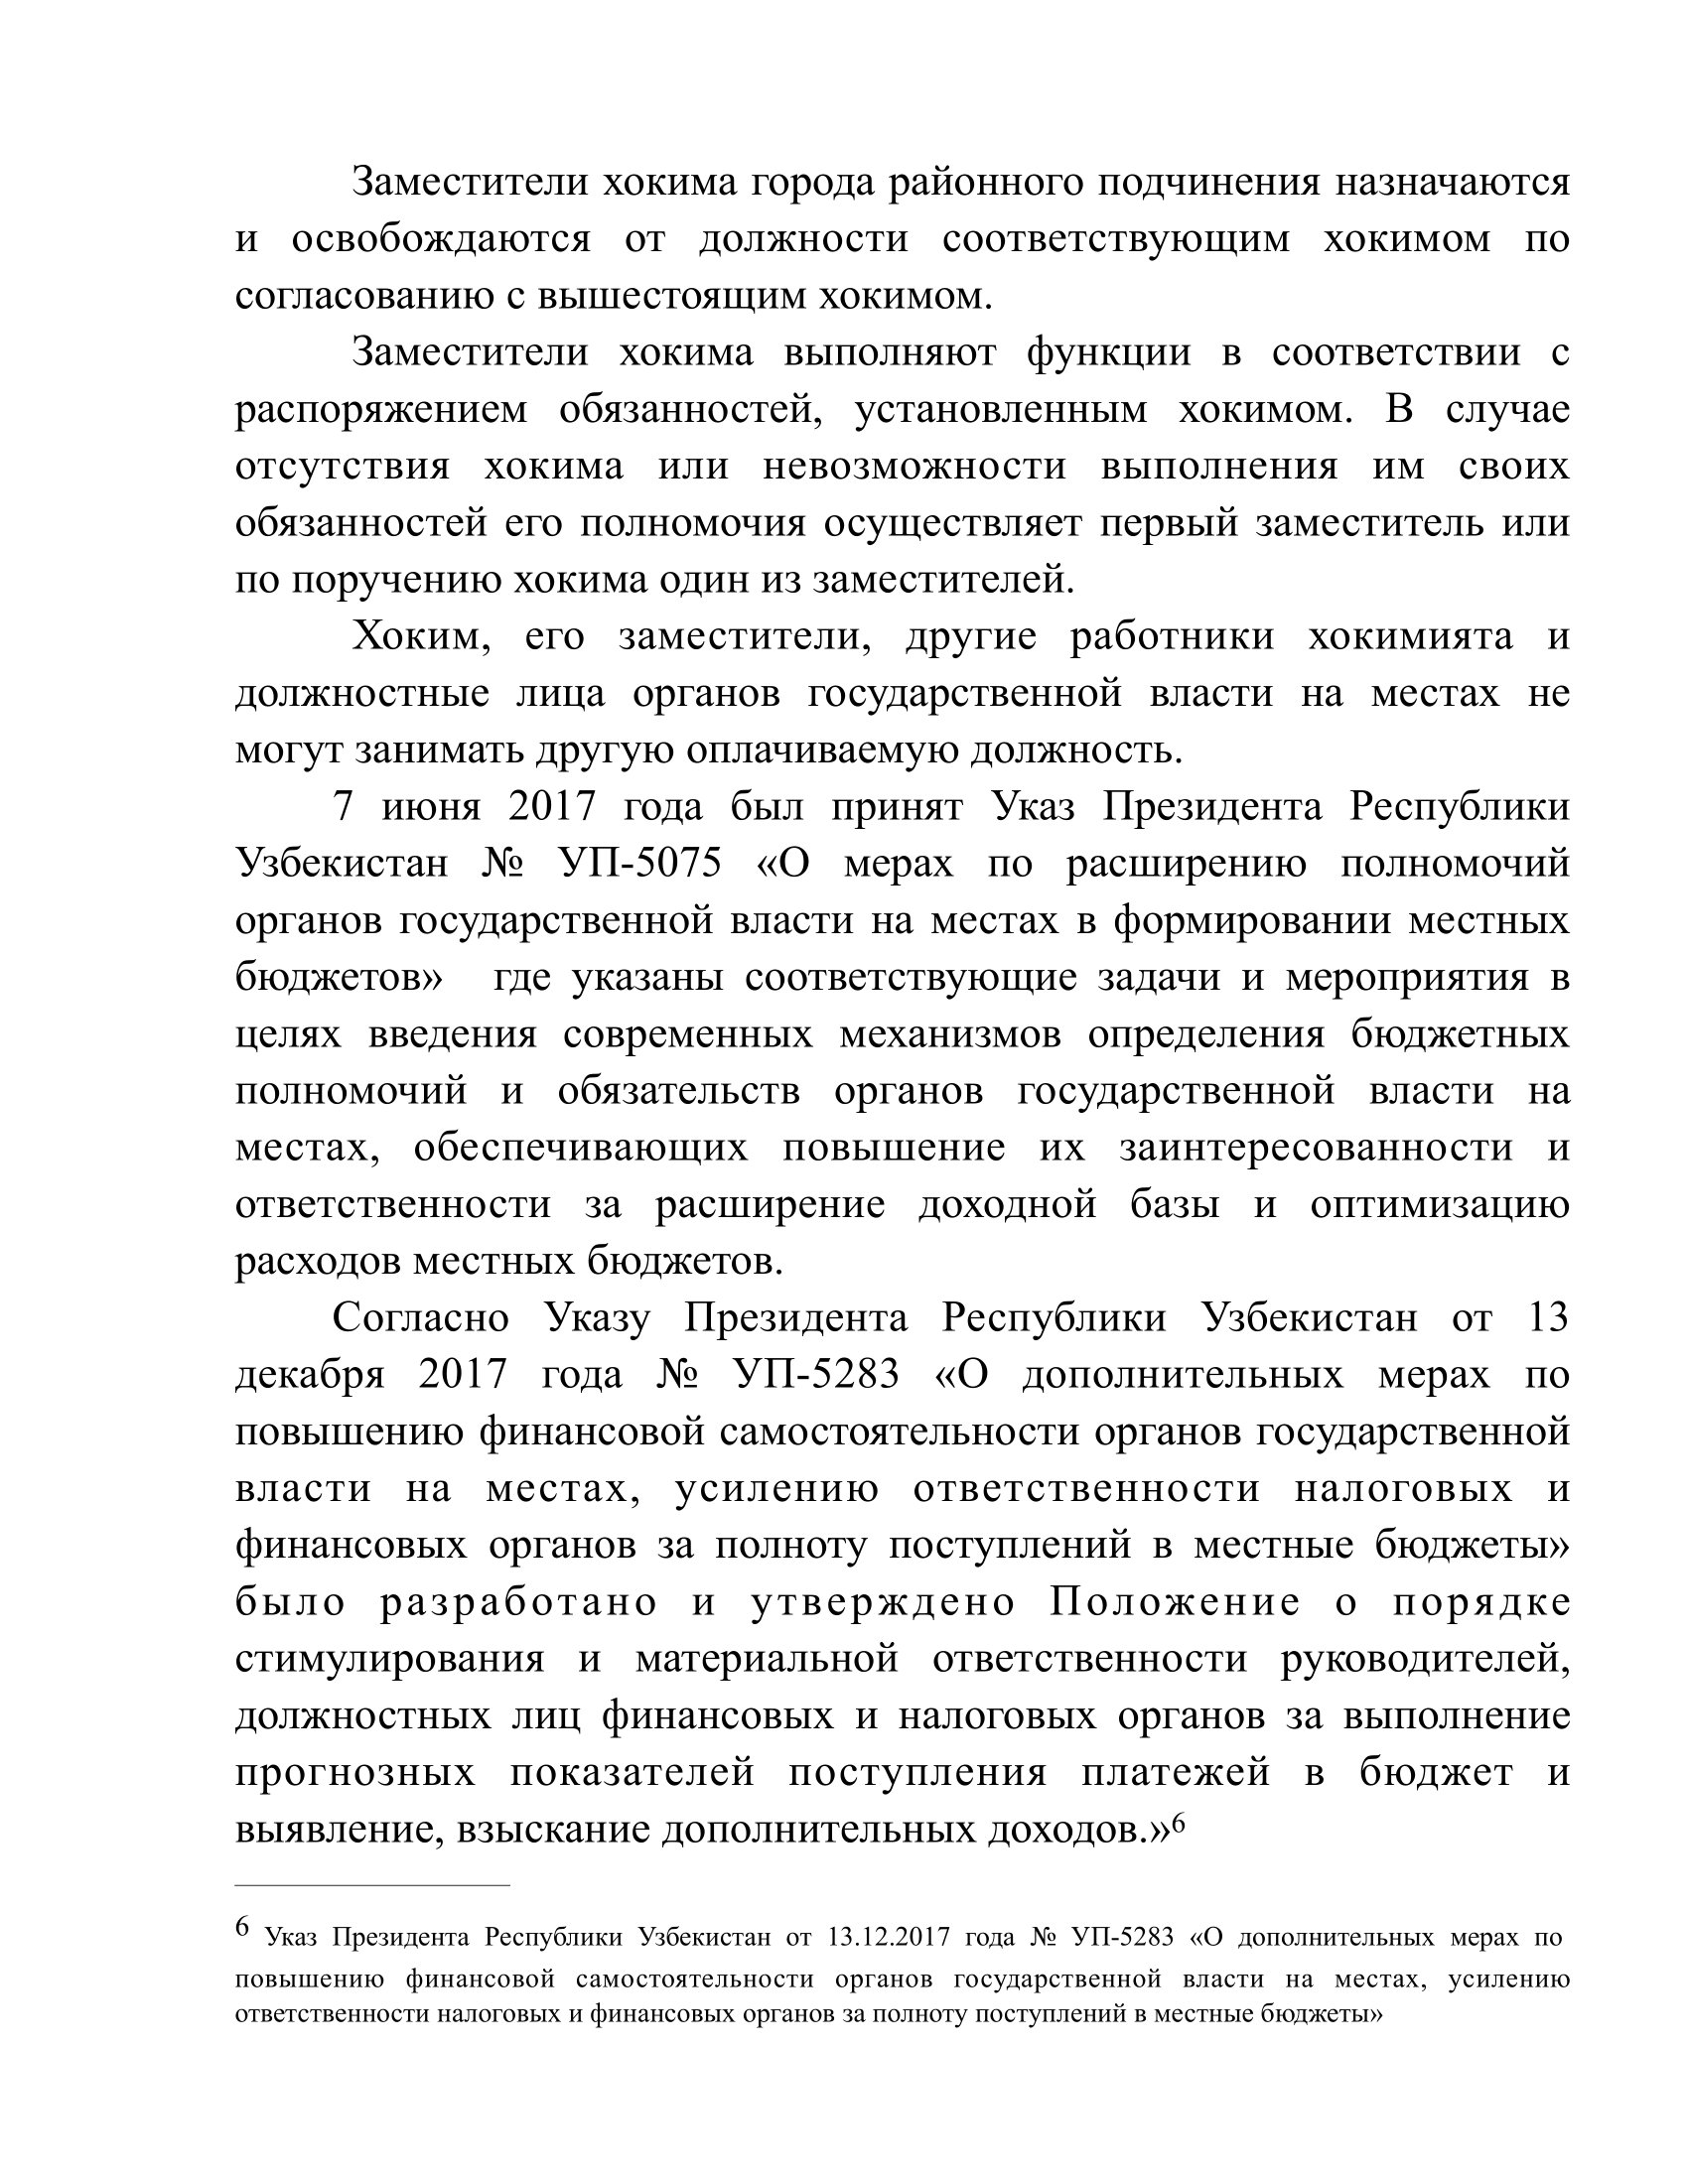 Заместители хокима города районного подчинения назначаются
и освобождаются от должности соответствующим хокимом по
согласованию с вышестоящим хокимом.
Заместители хокима выполняют функции в соответствии с
распоряжением обязанностей, установленным хокимом. В случае
отсутствия хокима или невозможности выполнения им своих
обязанностей его полномочия осуществляет первый заместитель или
по поручению хокима один из заместителей.
Хоким, его заместители, другие работники хокимията и
должностные лица органов государственной власти на местах не
могут занимать другую оплачиваемую должность.
7 июня 2017 года был принят Указ Президента Республики
Узбекистан № УП-5075 «О мерах по расширению полномочий
органов государственной власти на местах в формировании местных
бюджетов» где указаны соответствующие задачи и мероприятия в
целях введения современных механизмов определения бюджетных
полномочий и обязательств органов государственной власти на
местах, обеспечивающих повышение их заинтересованности и
ответственности за расширение доходной базы и оптимизацию
расходов местных бюджетов.
Согласно Указу Президента Республики Узбекистан от 13
декабря 2017 года № УП-5283 «О дополнительных мерах по
повышению финансовой самостоятельности органов государственной
власти на местах, усилению ответственности налоговых и
финансовых органов за полноту поступлений в местные бюджеты»
было разработано и утверждено Положение о порядке
стимулирования и материальной ответственности руководителей,
должностных лиц финансовых и налоговых органов за выполнение
прогнозных показателей поступления платежей в бюджет и
выявление, взыскание дополнительных доходов.»6
6 Указ Президента Республики Узбекистан от 13.12.2017 года № УП-5283 «О дополнительных мерах по
повышению финансовой самостоятельности органов государственной власти на местах, усилению
ответственности налоговых и финансовых органов за полноту поступлений в местные бюджеты»